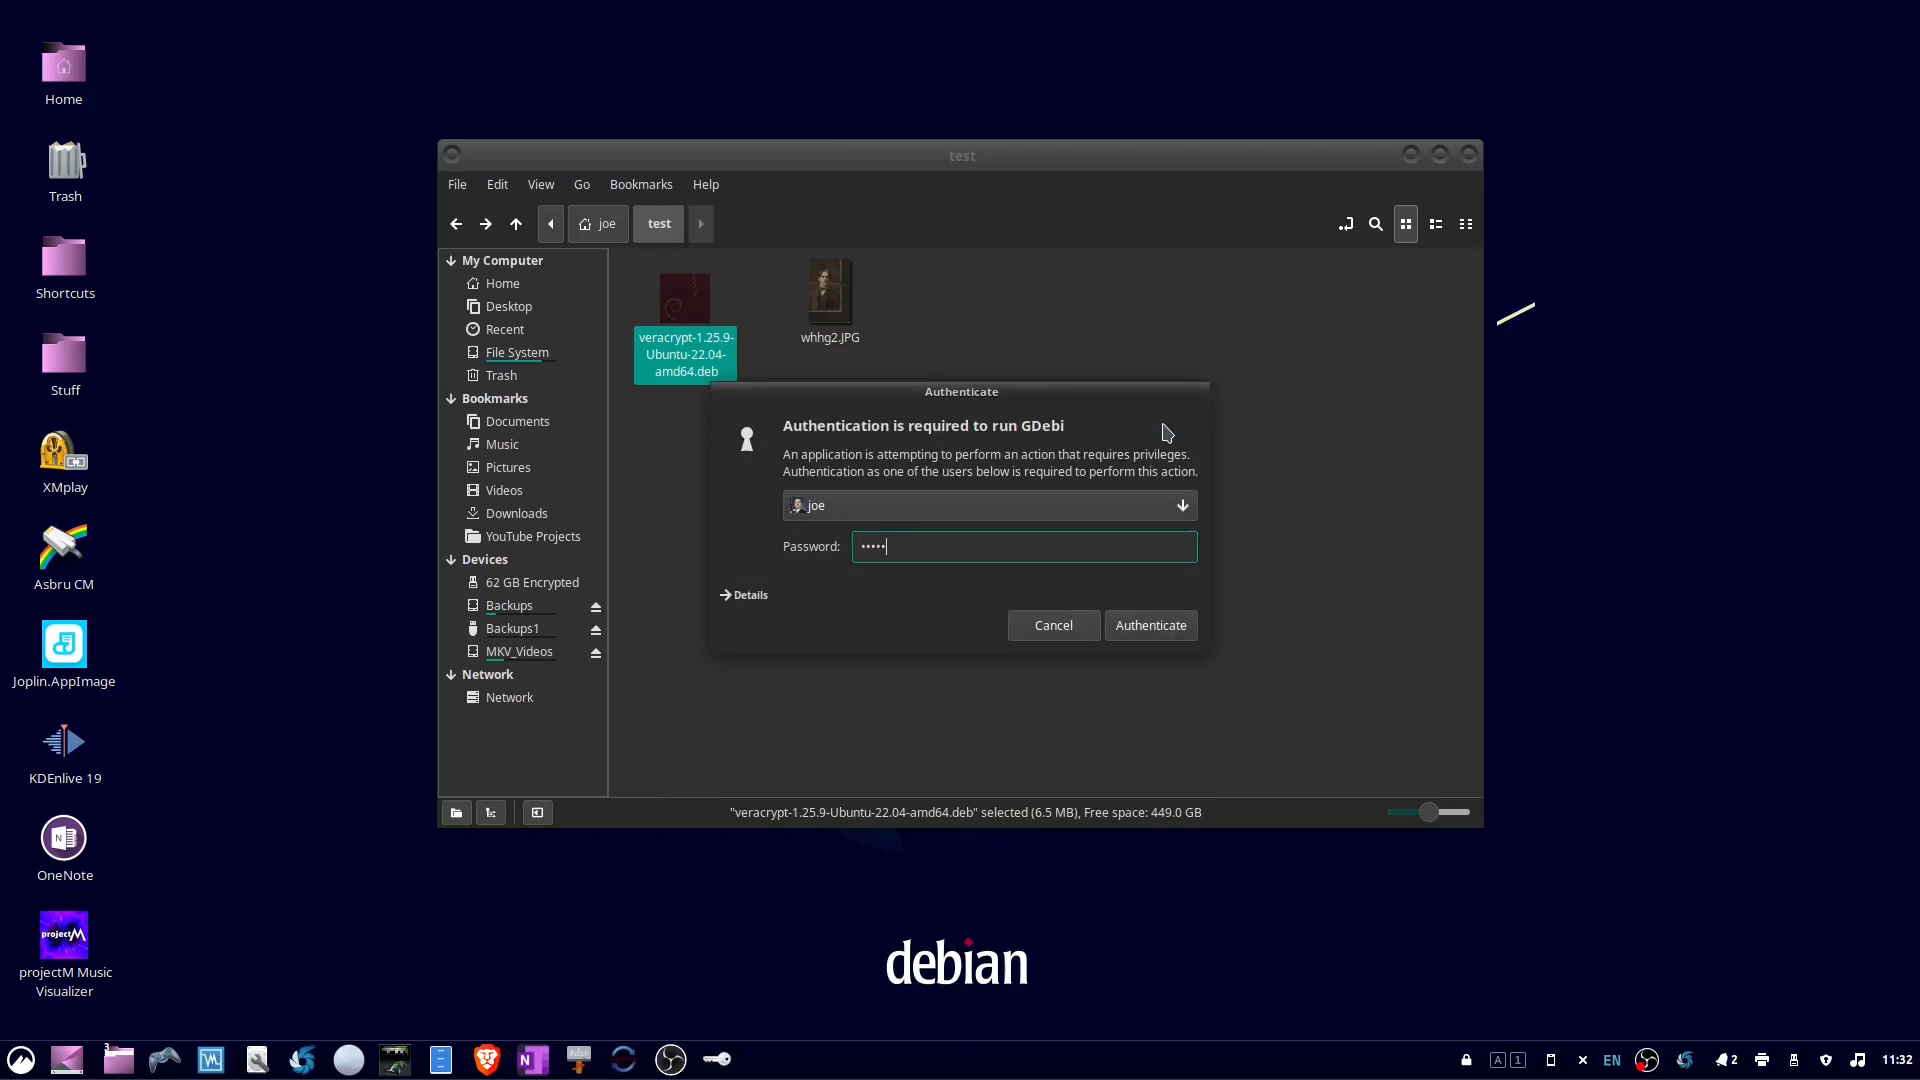 Home
Trash
Shortcuts
Stuff
XMplay
Asbru CM
Joplin.AppImage
KDEnlive 19
OneNote
projectM
projectM Music
Visualizer
test
File Edit View Go Bookmarks Help
joe test
My Computer
Home
Desktop
Recent
File System
Trash
Bookmarks
Documents
Music
Pictures
Videos
Downloads
YouTube Projects
Devices
62 GB Encrypted
Backups
Backups1
MKV_Videos
Network
Network
veracrypt-1.25.9-
Ubuntu-22.04-
amd64.deb
whhg2.JPG
Authenticate
Authentication is required to run GDebi
An application is attempting to perform an action that requires privileges.
Authentication as one of the users below is required to perform this action.
joe
Password: •••••
Details
Cancel Authenticate
"veracrypt-1.25.9-Ubuntu-22.04-amd64.deb" selected (6.5 MB), Free space: 449.0 GB
debian
3 N A 1 EN 2 11:32